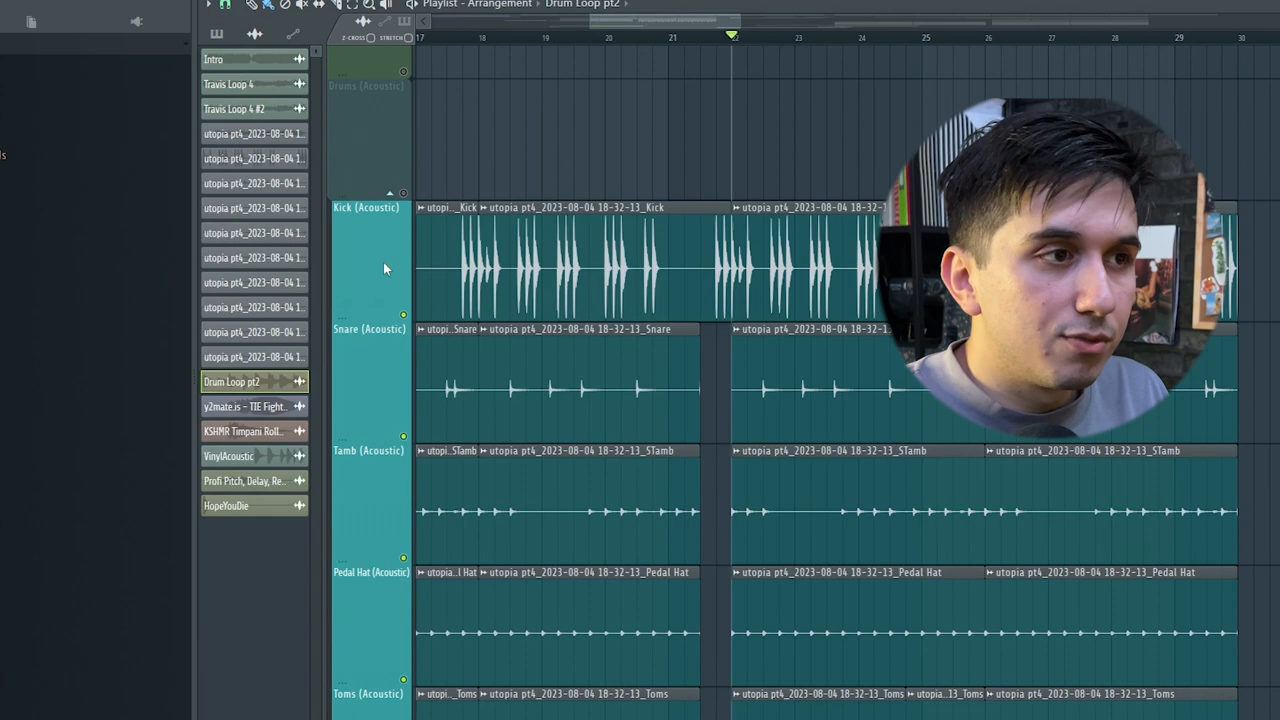 Playlist - Arrangement › Drum Loop pt2 ›
Z-CROSS STRETCH
17 18 19 20 21 22 23 24 25 26 27 28 29 30
Intro
Travis Loop 4
Travis Loop 4 #2
utopia pt4_2023-08-04 1..
utopia pt4_2023-08-04 1..
utopia pt4_2023-08-04 1..
utopia pt4_2023-08-04 1..
utopia pt4_2023-08-04 1..
utopia pt4_2023-08-04 1..
utopia pt4_2023-08-04 1..
utopia pt4_2023-08-04 1..
utopia pt4_2023-08-04 1..
utopia pt4_2023-08-04 1..
Drum Loop pt2
y2mate.is - TIE Fight..
KSHMR Timpani Roll..
VinylAcoustic
Profi Pitch, Delay, Re..
HopeYouDie
ls
Drums (Acoustic)
Kick (Acoustic)
utopi.._Kick utopia pt4_2023-08-04 18-32-13_Kick utopia pt4_2023-08-04 18-32-1
Snare (Acoustic)
utopi..Snare utopia pt4_2023-08-04 18-32-13_Snare utopia pt4_2023-08-04 18-32-13_
Tamb (Acoustic)
utopi..STamb utopia pt4_2023-08-04 18-32-13_STamb utopia pt4_2023-08-04 18-32-13_STamb utopia pt4_2023-08-04 18-32-13_STamb
Pedal Hat (Acoustic)
utopia..l Hat utopia pt4_2023-08-04 18-32-13_Pedal Hat utopia pt4_2023-08-04 18-32-13_Pedal Hat utopia pt4_2023-08-04 18-32-13_Pedal Hat
Toms (Acoustic)
utopi.._Toms utopia pt4_2023-08-04 18-32-13_Toms utopia pt4_2023-08-04 18-32-13_Toms utopia..13_Toms utopia pt4_2023-08-04 18-32-13_Toms